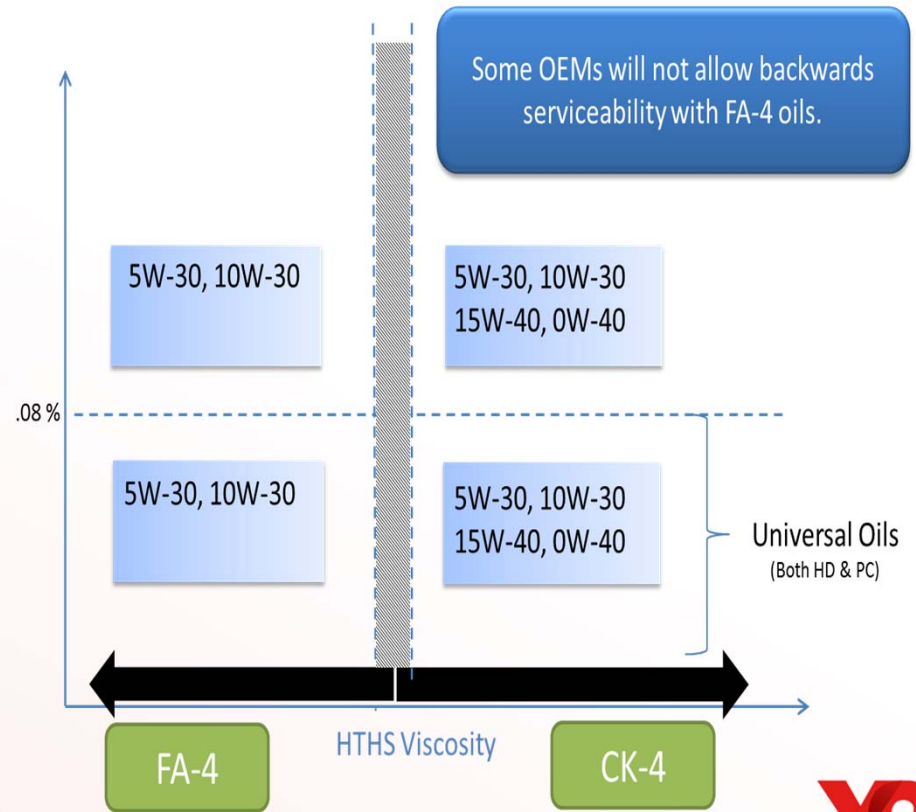 Some OEMs will not allow backwards
serviceability with FA-4 oils.
5W-30, 10W-30
5W-30, 10W-30
15W-40, 0W-40
.08 %
5W-30, 10W-30
5W-30, 10W-30
15W-40, 0W-40
Universal Oils
(Both HD & PC)
HTHS Viscosity
FA-4
CK-4